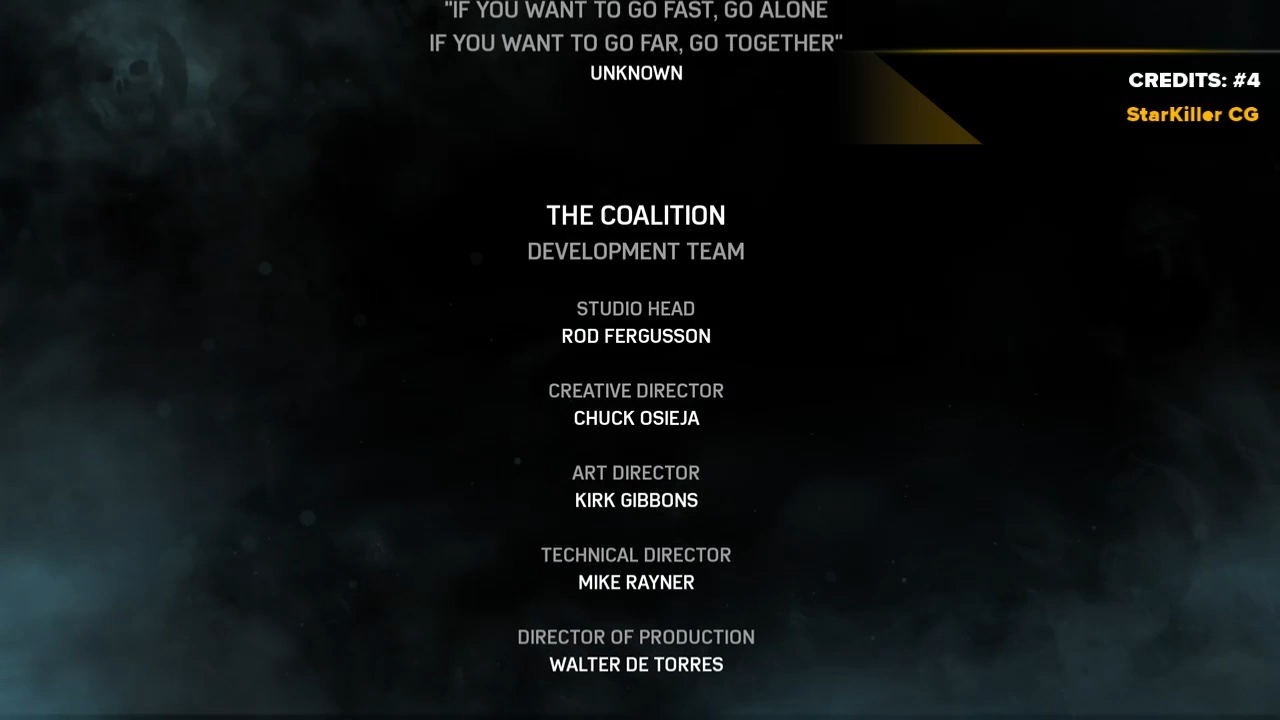 "IF YOU WANT TO GO FAST, GO ALONE
IF YOU WANT TO GO FAR, GO TOGETHER"
UNKNOWN
CREDITS: #4
StarKiller CG
THE COALITION
DEVELOPMENT TEAM
STUDIO HEAD
ROD FERGUSSON
CREATIVE DIRECTOR
CHUCK OSIEJA
ART DIRECTOR
KIRK GIBBONS
TECHNICAL DIRECTOR
MIKE RAYNER
DIRECTOR OF PRODUCTION
WALTER DE TORRES